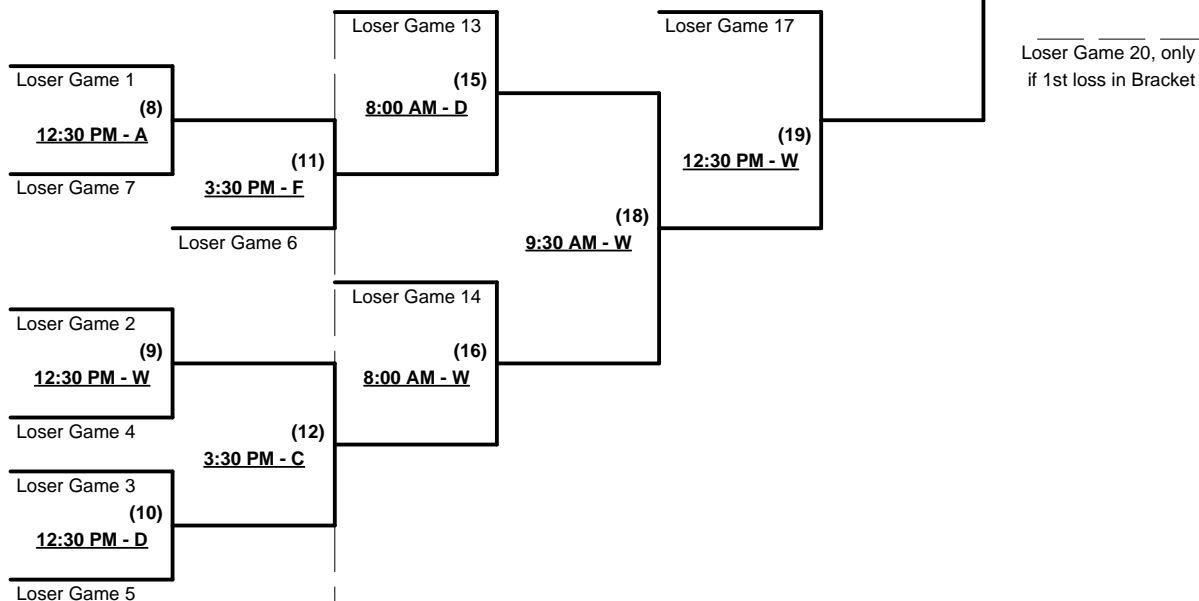 Loser Game 13
Loser Game 17
Loser Game 20, only
if 1st loss in Bracket
Loser Game 1
(8)
12:30 PM - A
Loser Game 7
(15)
8:00 AM - D
(11)
3:30 PM - F
Loser Game 6
(19)
12:30 PM - W
(18)
9:30 AM - W
Loser Game 14
Loser Game 2
(9)
12:30 PM - W
Loser Game 4
(16)
8:00 AM - W
(12)
3:30 PM - C
Loser Game 3
(10)
12:30 PM - D
Loser Game 5